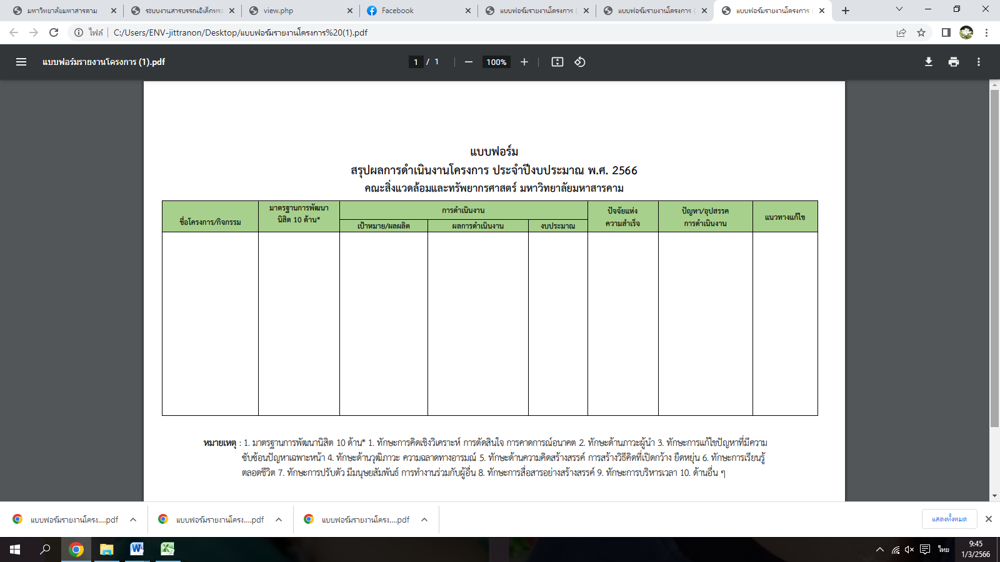 มหาวิทยาลัยมหาสารคาม
ระบบงานสารบรรณอิเล็กทรอ
view.php
Facebook
แบบฟอร์มรายงานโครงการ (
แบบฟอร์มรายงานโครงการ (
แบบฟอร์มรายงานโครงการ (
ไฟล์ C:/Users/ENV-jittranon/Desktop/แบบฟอร์มรายงานโครงการ%20(1).pdf
แบบฟอร์มรายงานโครงการ (1).pdf
1 / 1
100%
แบบฟอร์ม
สรุปผลการดำเนินงานโครงการ ประจำปีงบประมาณ พ.ศ. 2566
คณะสิ่งแวดล้อมและทรัพยากรศาสตร์ มหาวิทยาลัยมหาสารคาม
ชื่อโครงการ/กิจกรรม
มาตรฐานการพัฒนา
นิสิต 10 ด้าน*
การดำเนินงาน
เป้าหมาย/ผลผลิต
ผลการดำเนินงาน
งบประมาณ
ปัจจัยแห่ง
ความสำเร็จ
ปัญหา/อุปสรรค
การดำเนินงาน
แนวทางแก้ไข
หมายเหตุ : 1. มาตรฐานการพัฒนานิสิต 10 ด้าน* 1. ทักษะการคิดเชิงวิเคราะห์ การตัดสินใจ การคาดการณ์อนาคต 2. ทักษะด้านภาวะผู้นำ 3. ทักษะการแก้ไขปัญหาที่มีความ
ซับซ้อนปัญหาเฉพาะหน้า 4. ทักษะด้านวุฒิภาวะ ความฉลาดทางอารมณ์ 5. ทักษะด้านความคิดสร้างสรรค์ การสร้างวิธีคิดที่เปิดกว้าง ยืดหยุ่น 6. ทักษะการเรียนรู้
ตลอดชีวิต 7. ทักษะการปรับตัว มีมนุษยสัมพันธ์ การทำงานร่วมกับผู้อื่น 8. ทักษะการสื่อสารอย่างสร้างสรรค์ 9. ทักษะการบริหารเวลา 10. ด้านอื่น ๆ
แบบฟอร์มรายงานโครง....pdf
แบบฟอร์มรายงานโครง....pdf
แบบฟอร์มรายงานโครง....pdf
แสดงทั้งหมด
ไทย
9:45
1/3/2566